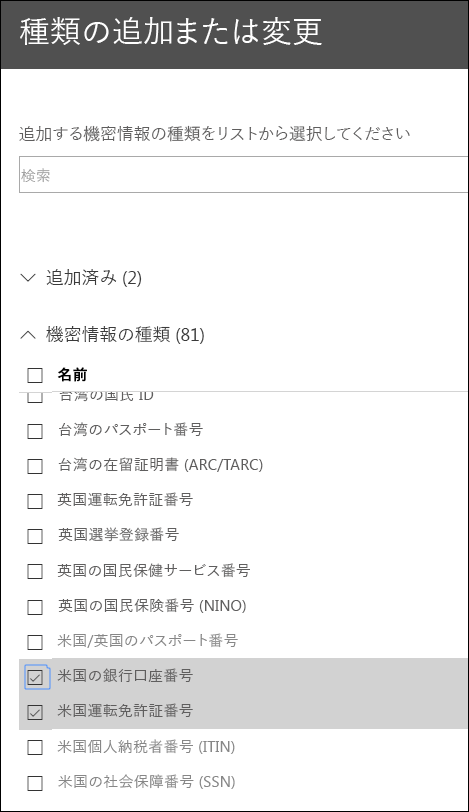 種類の追加または変更
追加する機密情報の種類をリストから選択してください
検索
追加済み (2)
機密情報の種類 (81)
名前
台湾の国民 ID
台湾のパスポート番号
台湾の在留証明書 (ARC/TARC)
英国運転免許証番号
英国選挙登録番号
英国の国民保健サービス番号
英国の国民保険番号 (NINO)
米国/英国のパスポート番号
米国の銀行口座番号
米国運転免許証番号
米国個人納税者番号 (ITIN)
米国の社会保障番号 (SSN)